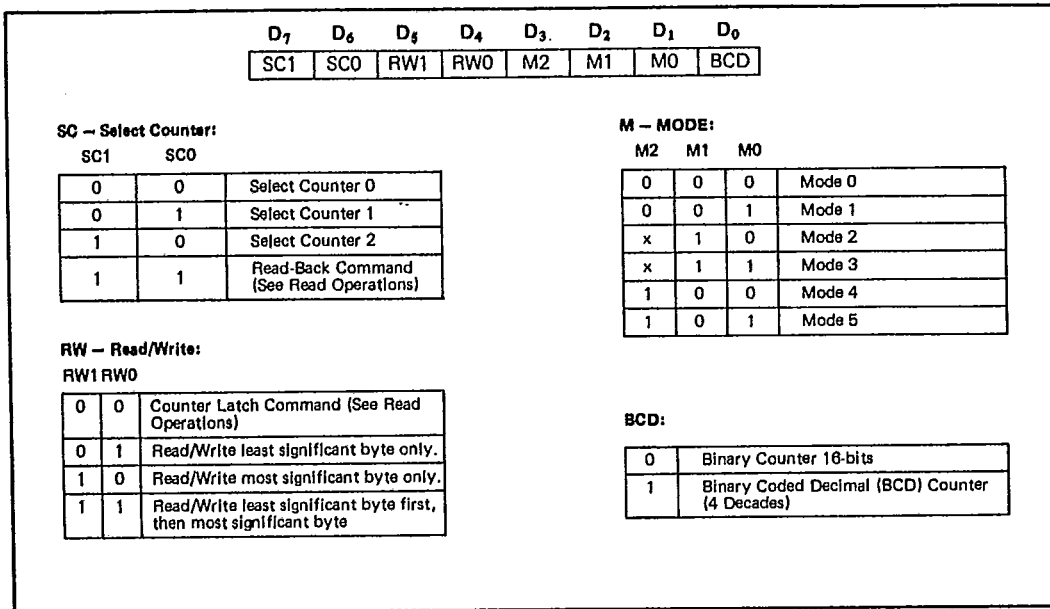 D7 D6 D5 D4 D3. D2 D1 D0
SC1 SC0 RW1 RW0 M2 M1 M0 BCD
SC — Select Counter:
SC1 SC0
0 0 Select Counter 0
0 1 Select Counter 1
1 0 Select Counter 2
1 1 Read-Back Command
(See Read Operations)
RW — Read/Write:
RW1 RW0
0 0 Counter Latch Command (See Read
Operations)
0 1 Read/Write least significant byte only.
1 0 Read/Write most significant byte only.
1 1 Read/Write least significant byte first,
then most significant byte
M — MODE:
M2 M1 M0
0 0 0 Mode 0
0 0 1 Mode 1
x 1 0 Mode 2
x 1 1 Mode 3
1 0 0 Mode 4
1 0 1 Mode 5
BCD:
0 Binary Counter 16-bits
1 Binary Coded Decimal (BCD) Counter
(4 Decades)